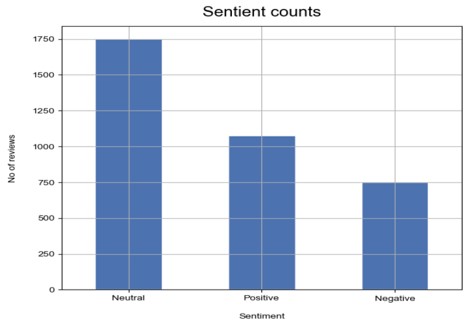 Sentient counts
1750
1500
1250
1000
750
500
250
0
No of reviews
Neutral
Positive
Negative
Sentiment